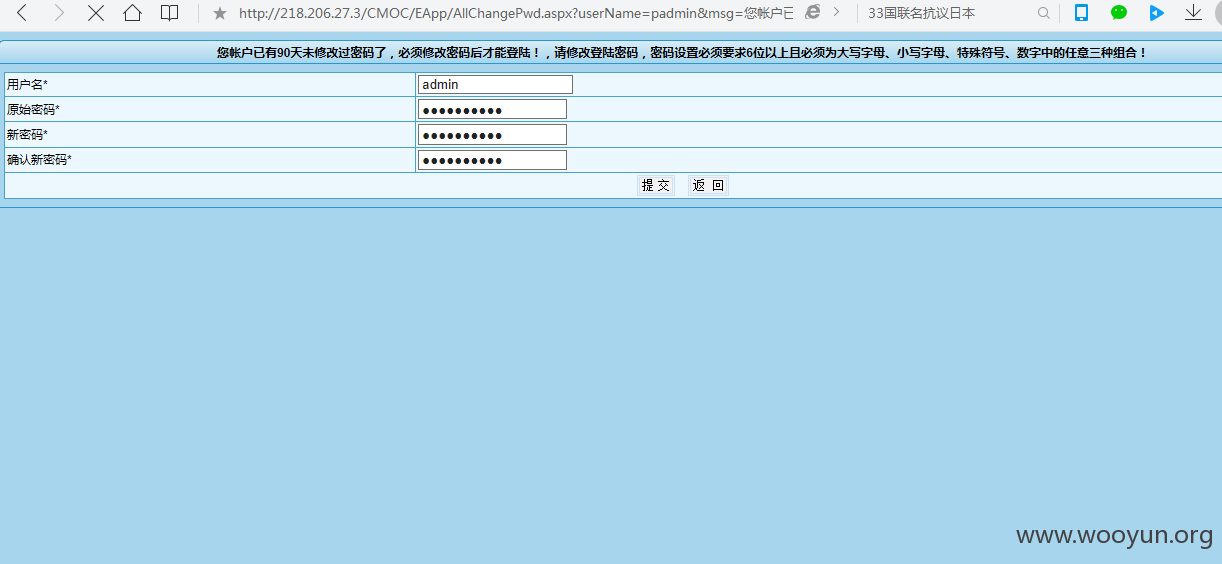 http://218.206.27.3/CMOC/EApp/AllChangePwd.aspx?userName=padmin&msg=您帐户已 33国联名抗议日本
您帐户已有90天未修改过密码了，必须修改密码后才能登陆！，请修改登陆密码，密码设置必须要求6位以上且必须为大写字母、小写字母、特殊符号、数字中的任意三种组合！
用户名* admin
原始密码* ●●●●●●●●●●
新密码* ●●●●●●●●●●
确认新密码* ●●●●●●●●●●
提 交 返 回
www.wooyun.org